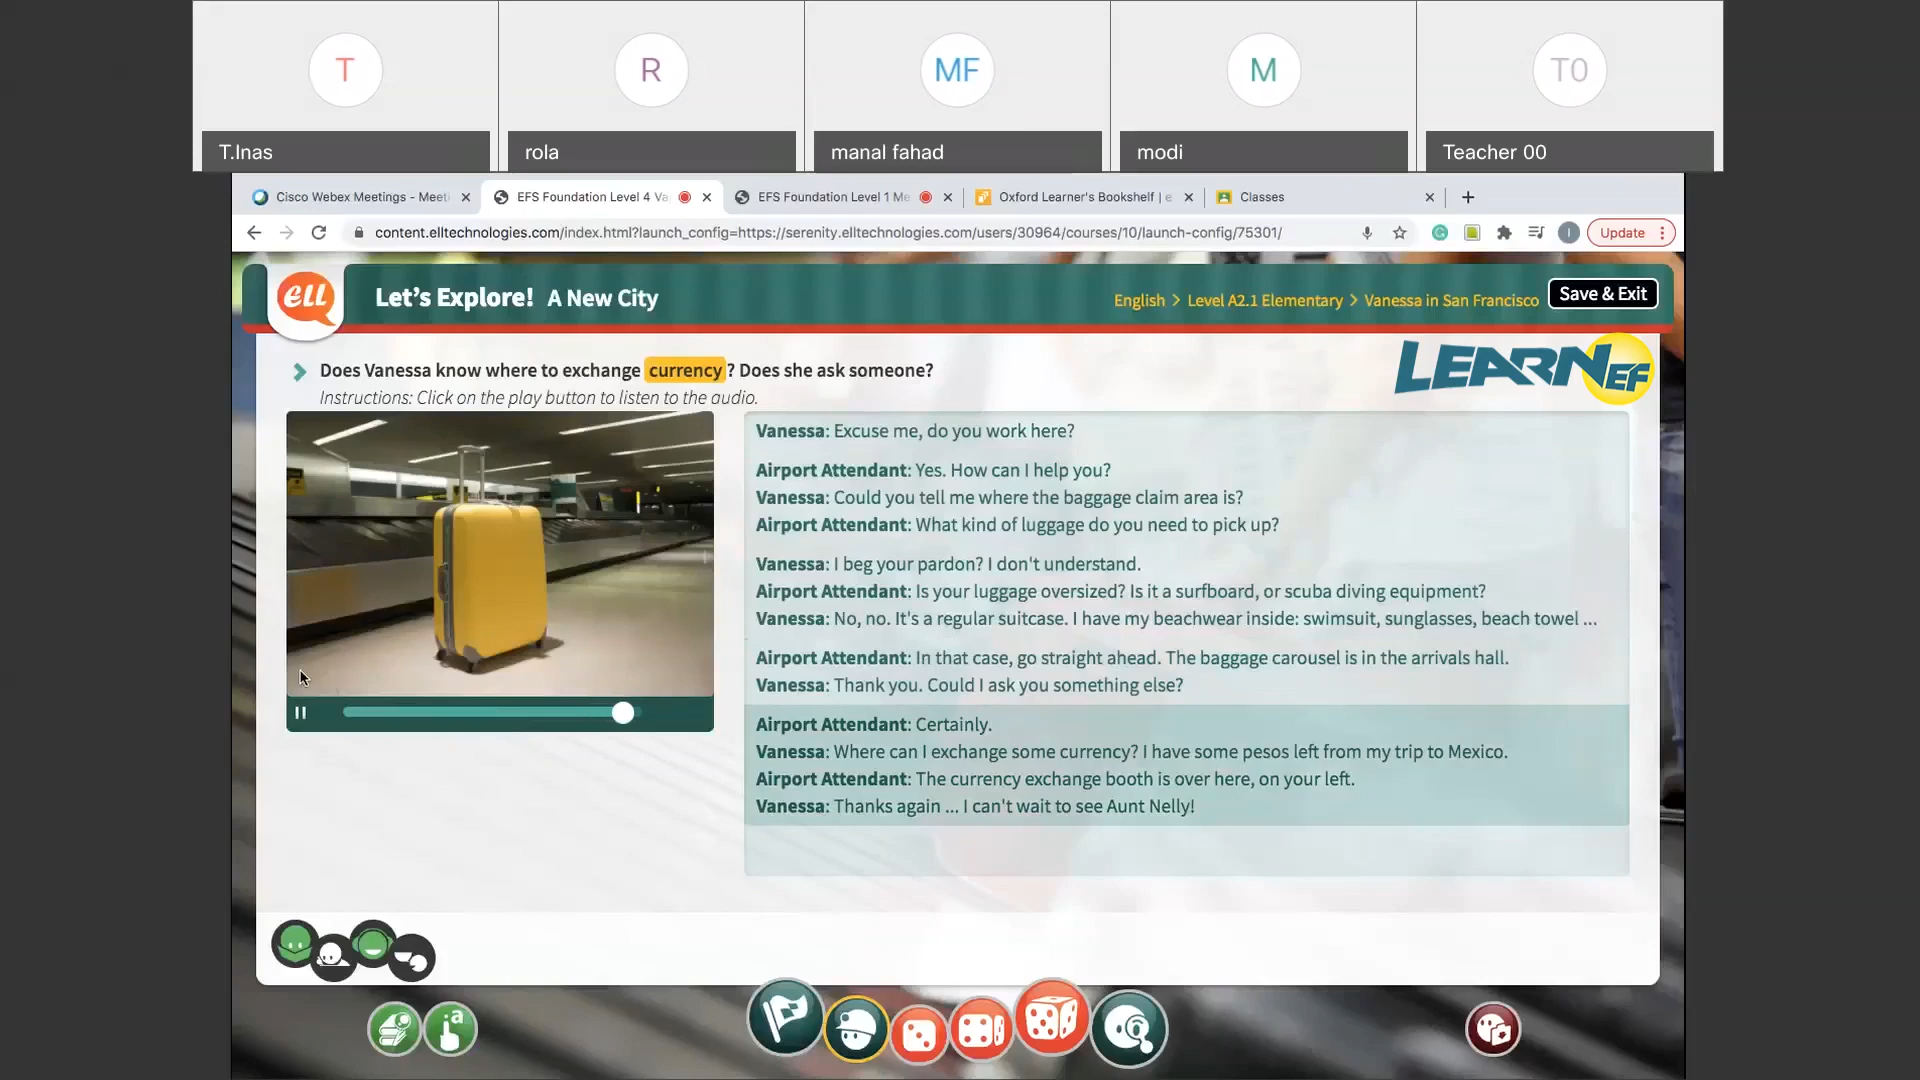 T
R
MF
M
T0
T.Inas
rola
manal fahad
modi
Teacher 00
Cisco Webex Meetings - Meeti
EFS Foundation Level 4 Va
EFS Foundation Level 1 Me
Oxford Learner's Bookshelf | e
Classes
content.elltechnologies.com/index.html?launch_config=https://serenity.elltechnologies.com/users/30964/courses/10/launch-config/75301/
I
Update
ell
Let's Explore! A New City
English > Level A2.1 Elementary > Vanessa in San Francisco
Save & Exit
Does Vanessa know where to exchange currency? Does she ask someone?
Instructions: Click on the play button to listen to the audio.
LEARN EF
Vanessa: Excuse me, do you work here?
Airport Attendant: Yes. How can I help you?
Vanessa: Could you tell me where the baggage claim area is?
Airport Attendant: What kind of luggage do you need to pick up?
Vanessa: I beg your pardon? I don't understand.
Airport Attendant: Is your luggage oversized? Is it a surfboard, or scuba diving equipment?
Vanessa: No, no. It's a regular suitcase. I have my beachwear inside: swimsuit, sunglasses, beach towel ...
Airport Attendant: In that case, go straight ahead. The baggage carousel is in the arrivals hall.
Vanessa: Thank you. Could I ask you something else?
Airport Attendant: Certainly.
Vanessa: Where can I exchange some currency? I have some pesos left from my trip to Mexico.
Airport Attendant: The currency exchange booth is over here, on your left.
Vanessa: Thanks again ... I can't wait to see Aunt Nelly!
a